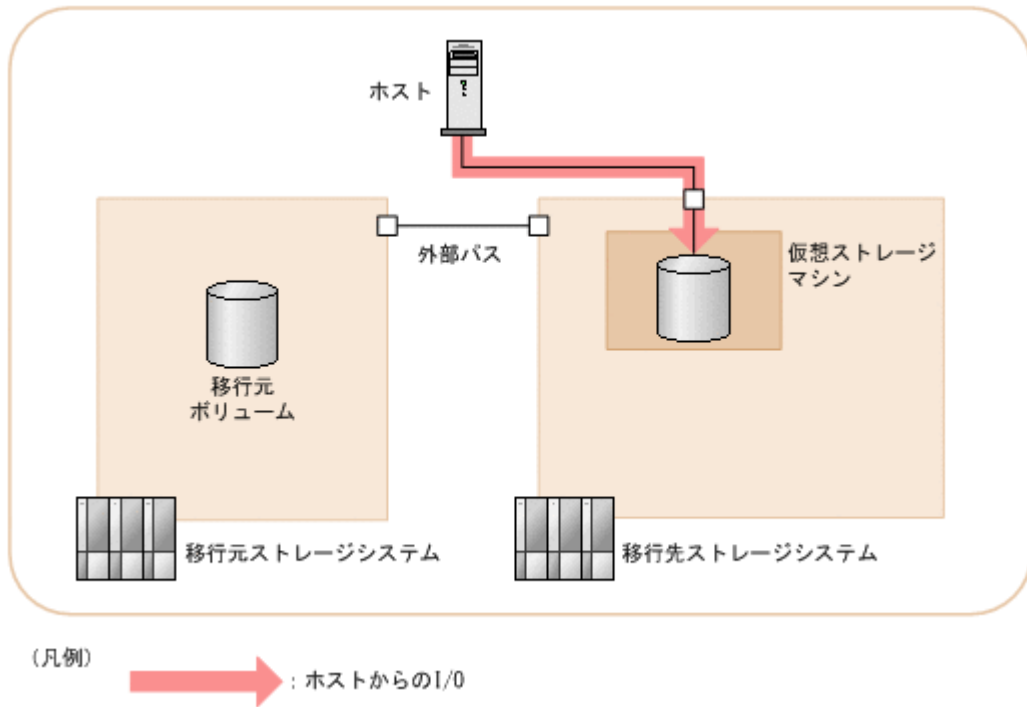 ホスト
外部パス
仮想ストレージ
マシン
移行元
ボリューム
移行元ストレージシステム
移行先ストレージシステム
(凡例)
: ホストからのI/O